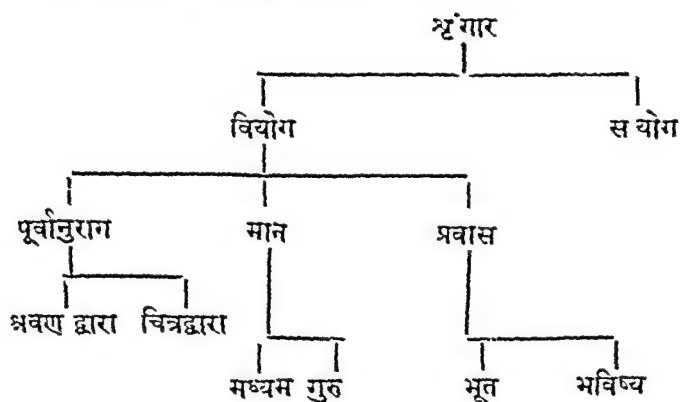 शृंगार
वियोग संयोग
पूर्वानुराग मान प्रवास
श्रवण द्वारा चित्रद्वारा
मध्यम गुरु भूत भविष्य